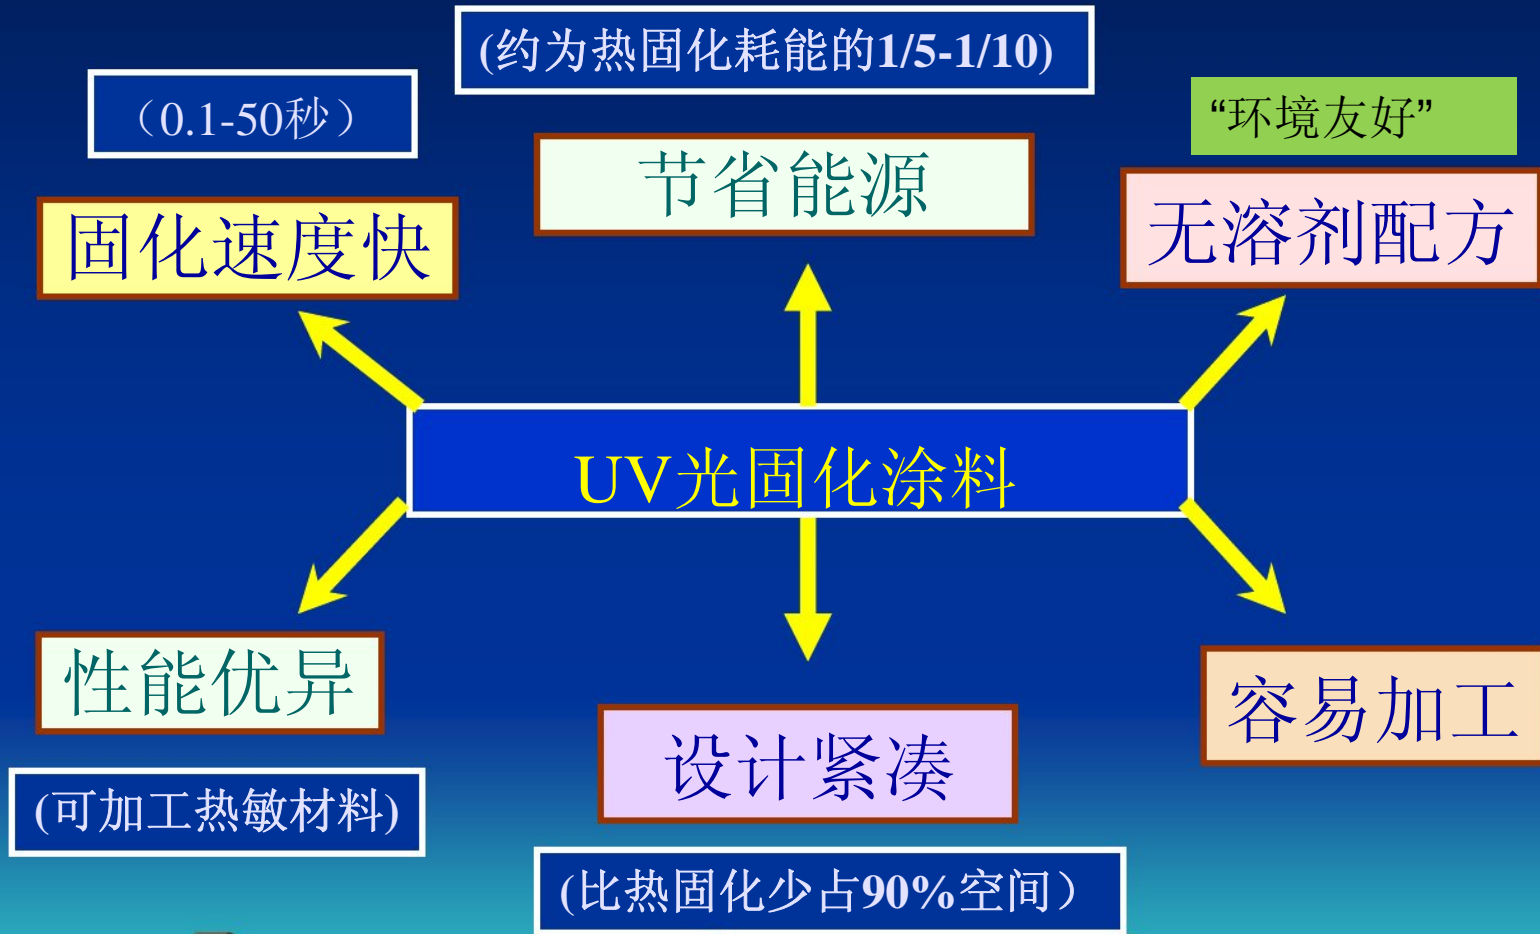 (约为热固化耗能的1/5-1/10)
（0.1-50秒）
“环境友好”
节省能源
固化速度快
无溶剂配方
UV光固化涂料
性能优异
设计紧凑
容易加工
(可加工热敏材料)
(比热固化少占90%空间）